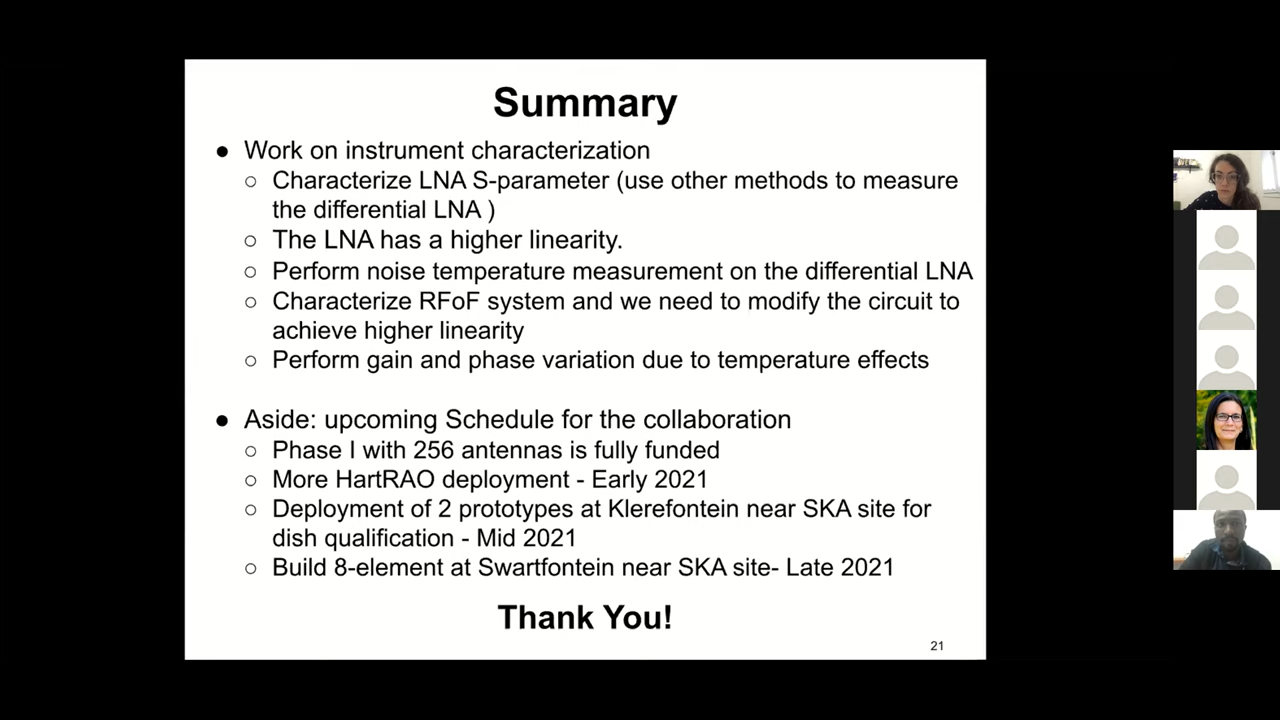 Summary
● Work on instrument characterization
○ Characterize LNA S-parameter (use other methods to measure
the differential LNA )
○ The LNA has a higher linearity.
○ Perform noise temperature measurement on the differential LNA
○ Characterize RFoF system and we need to modify the circuit to
achieve higher linearity
○ Perform gain and phase variation due to temperature effects
● Aside: upcoming Schedule for the collaboration
○ Phase I with 256 antennas is fully funded
○ More HartRAO deployment - Early 2021
○ Deployment of 2 prototypes at Klerefontein near SKA site for
dish qualification - Mid 2021
○ Build 8-element at Swartfontein near SKA site- Late 2021
Thank You!
21